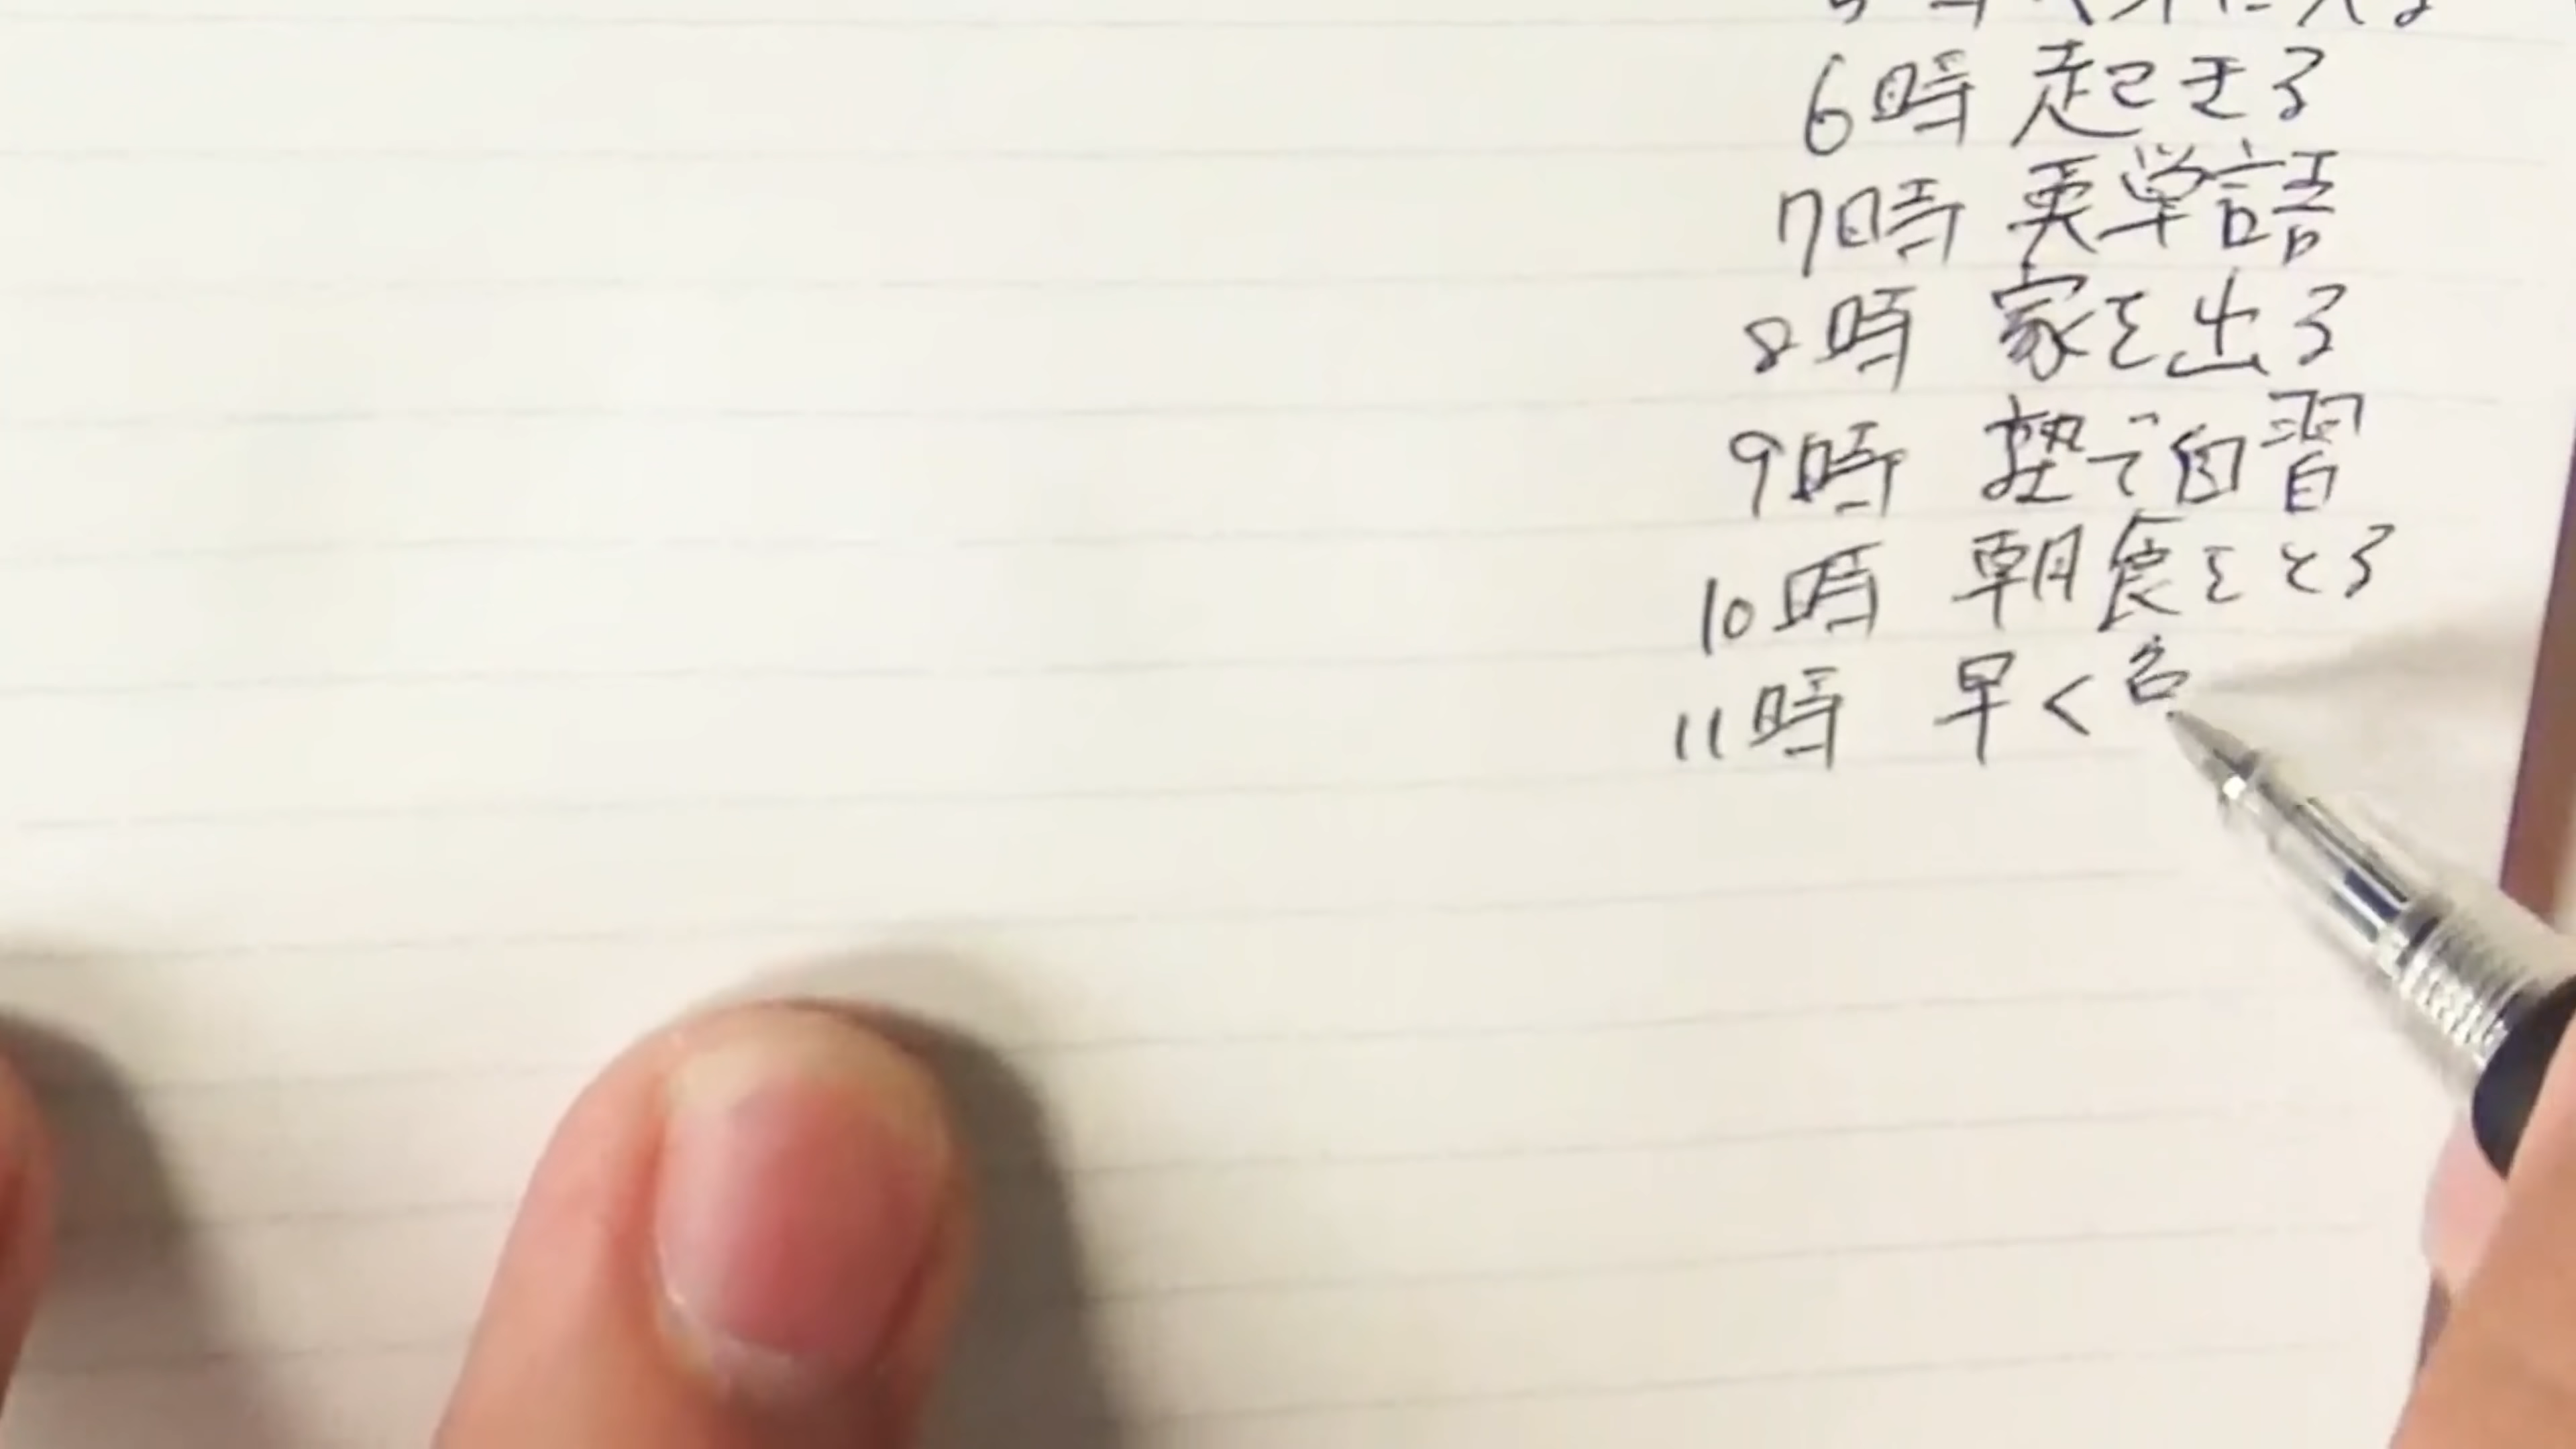 6時 起きる
7時 英単語
8時 家を出る
9時 塾で自習
10時 朝食をとる
11時 早く